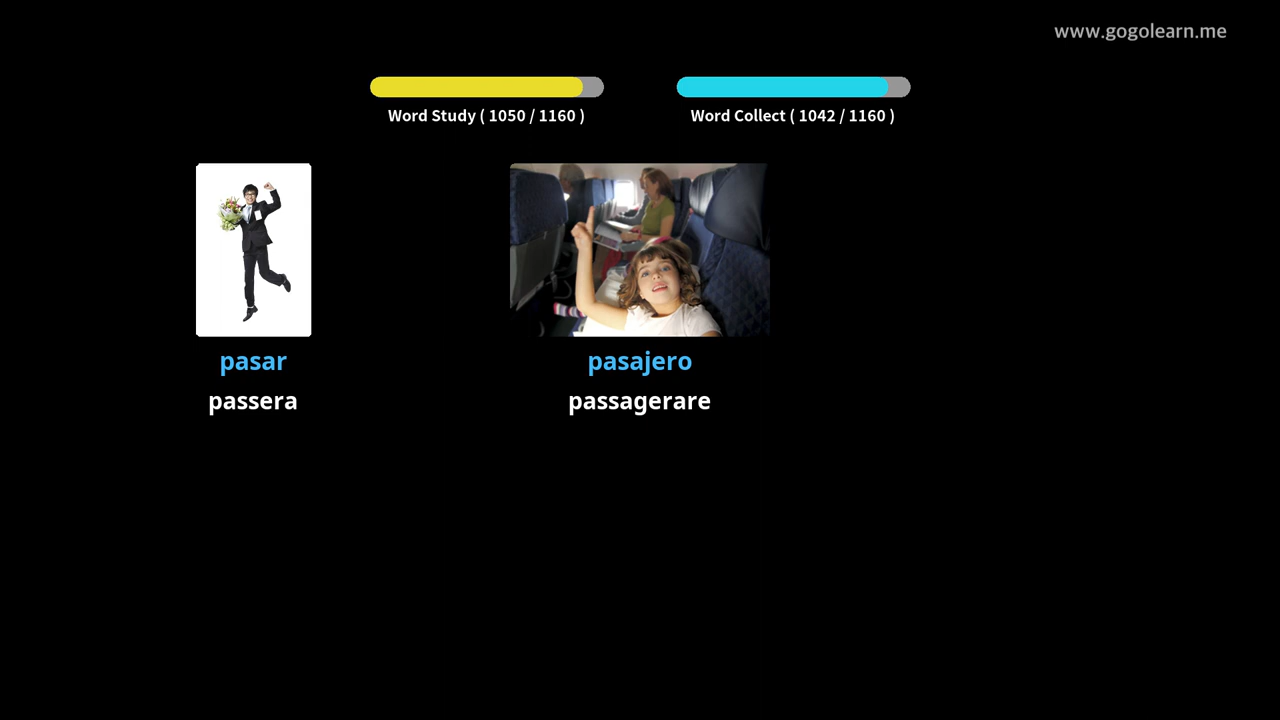 www.gogolearn.me
Word Study ( 1050 / 1160 )
Word Collect ( 1042 / 1160 )
pasar
passera
pasajero
passagerare